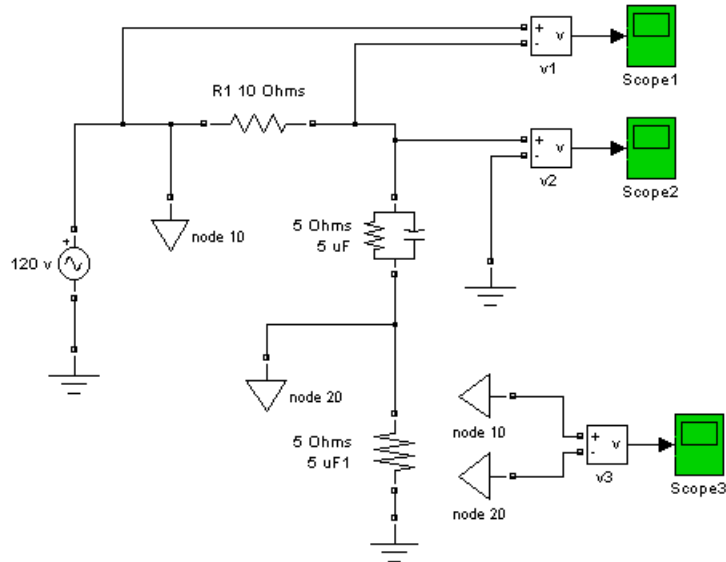 +
-
v
v1
Scope1
R1 10 Ohms
+
-
v
v2
Scope2
node 10
5 Ohms
5 uF
+
120 v
node 20
5 Ohms
5 uF1
node 10
+
-
v
v3
Scope3
node 20